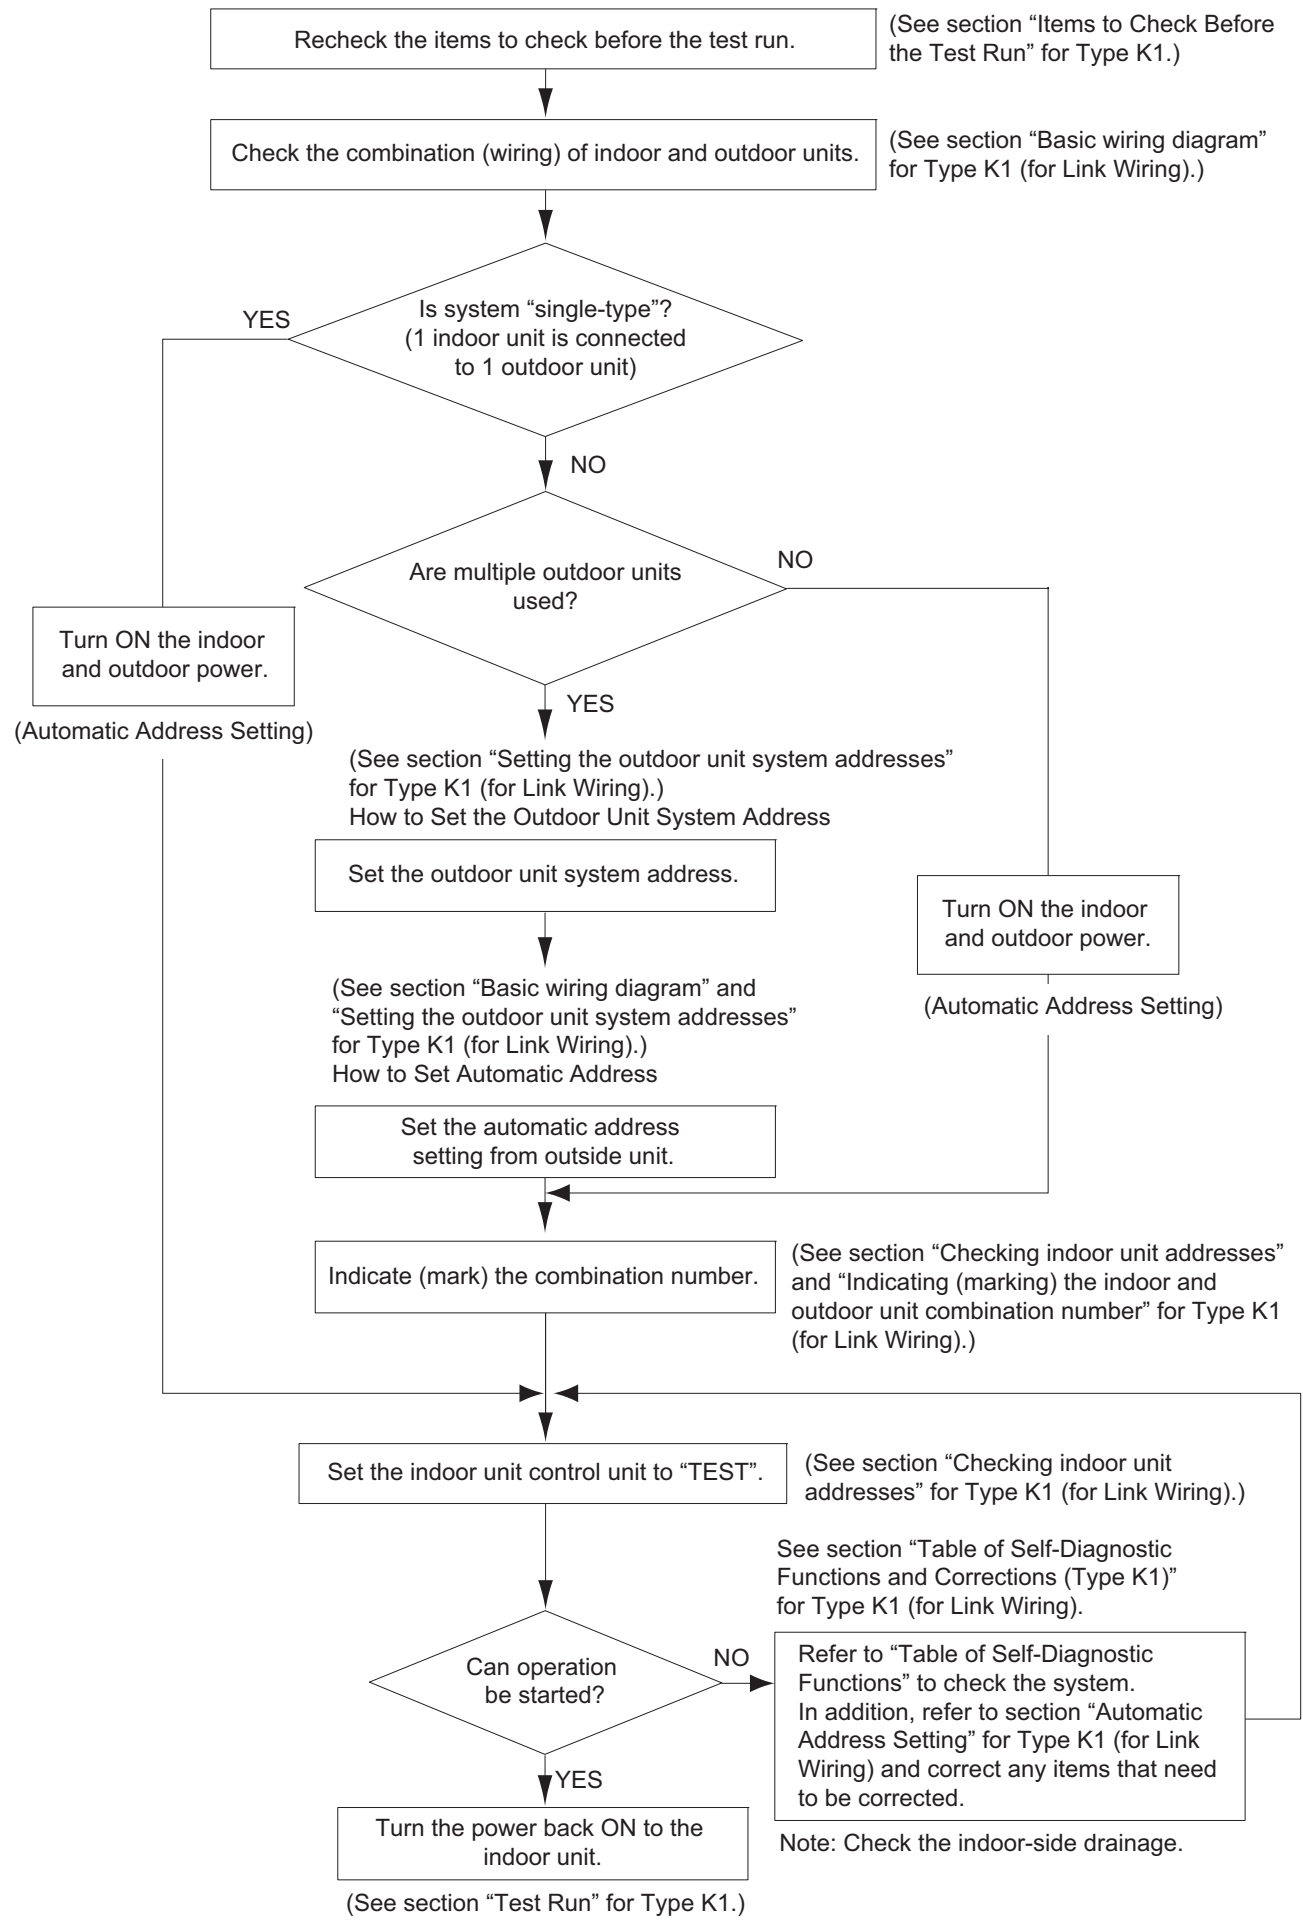 Recheck the items to check before the test run.
(See section “Items to Check Before
the Test Run” for Type K1.)
Check the combination (wiring) of indoor and outdoor units.
(See section “Basic wiring diagram”
for Type K1 (for Link Wiring).)
Is system “single-type”?
(1 indoor unit is connected
to 1 outdoor unit)
YES
NO
Are multiple outdoor units
used?
NO
YES
Turn ON the indoor
and outdoor power.
(Automatic Address Setting)
(See section “Setting the outdoor unit system addresses”
for Type K1 (for Link Wiring).)
How to Set the Outdoor Unit System Address
Set the outdoor unit system address.
Turn ON the indoor
and outdoor power.
(Automatic Address Setting)
(See section “Basic wiring diagram” and
“Setting the outdoor unit system addresses”
for Type K1 (for Link Wiring).)
How to Set Automatic Address
Set the automatic address
setting from outside unit.
Indicate (mark) the combination number.
(See section “Checking indoor unit addresses”
and “Indicating (marking) the indoor and
outdoor unit combination number” for Type K1
(for Link Wiring).)
Set the indoor unit control unit to “TEST”.
(See section “Checking indoor unit
addresses” for Type K1 (for Link Wiring).)
See section “Table of Self-Diagnostic
Functions and Corrections (Type K1)”
for Type K1 (for Link Wiring).
Can operation
be started?
NO
Refer to “Table of Self-Diagnostic
Functions” to check the system.
In addition, refer to section “Automatic
Address Setting” for Type K1 (for Link
Wiring) and correct any items that need
to be corrected.
YES
Turn the power back ON to the
indoor unit.
Note: Check the indoor-side drainage.
(See section “Test Run” for Type K1.)